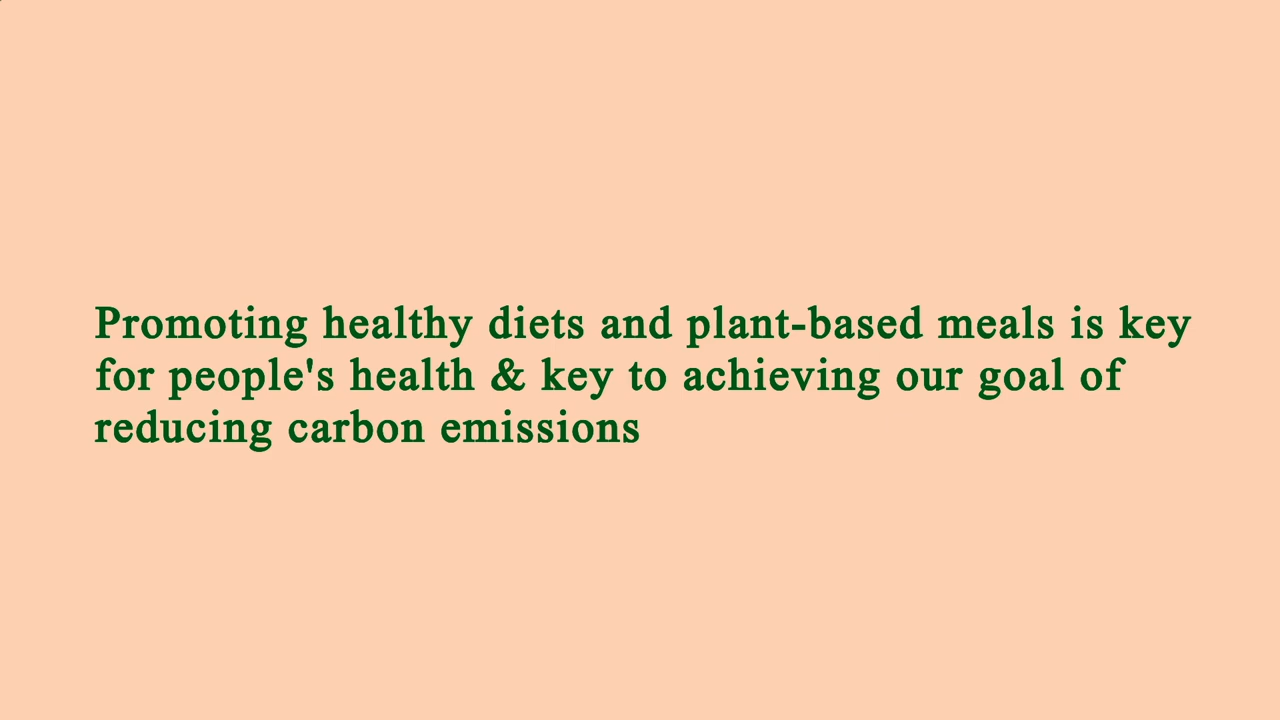 Promoting healthy diets and plant-based meals is key
for people's health & key to achieving our goal of
reducing carbon emissions